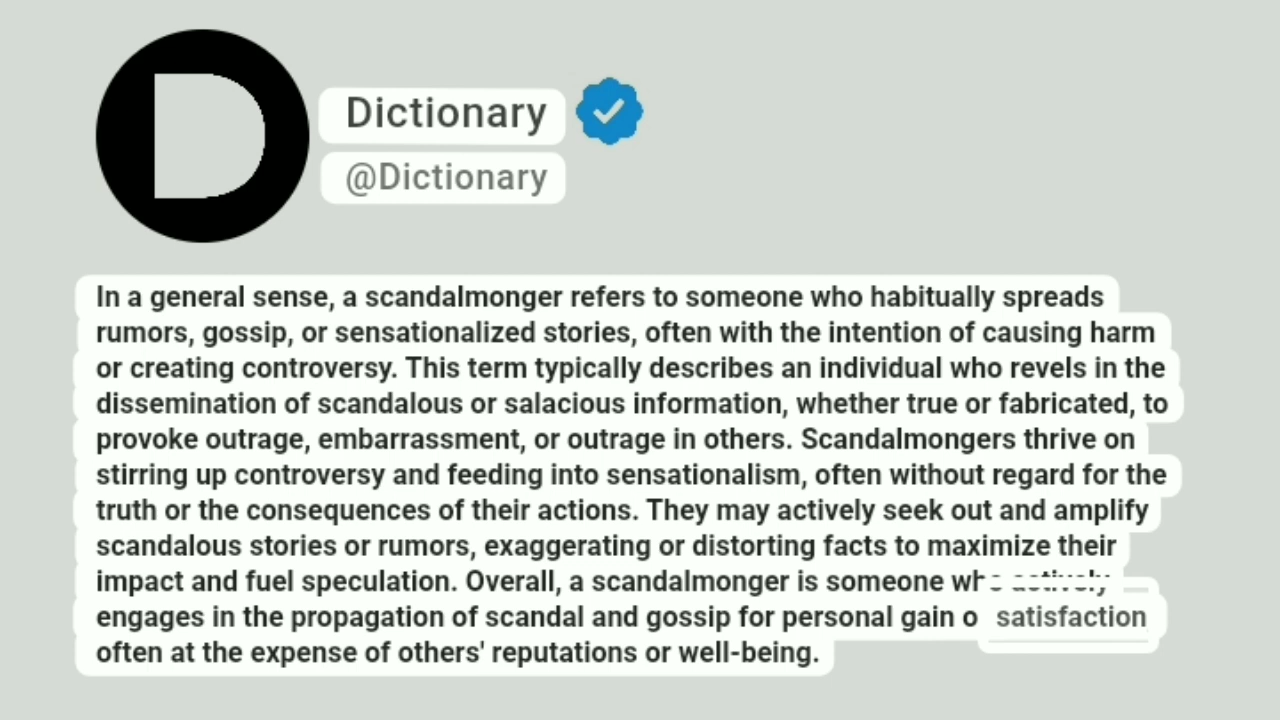 D
Dictionary
@Dictionary
In a general sense, a scandalmonger refers to someone who habitually spreads
rumors, gossip, or sensationalized stories, often with the intention of causing harm
or creating controversy. This term typically describes an individual who revels in the
dissemination of scandalous or salacious information, whether true or fabricated, to
provoke outrage, embarrassment, or outrage in others. Scandalmongers thrive on
stirring up controversy and feeding into sensationalism, often without regard for the
truth or the consequences of their actions. They may actively seek out and amplify
scandalous stories or rumors, exaggerating or distorting facts to maximize their
impact and fuel speculation. Overall, a scandalmonger is someone who actively
engages in the propagation of scandal and gossip for personal gain o satisfaction
often at the expense of others' reputations or well-being.